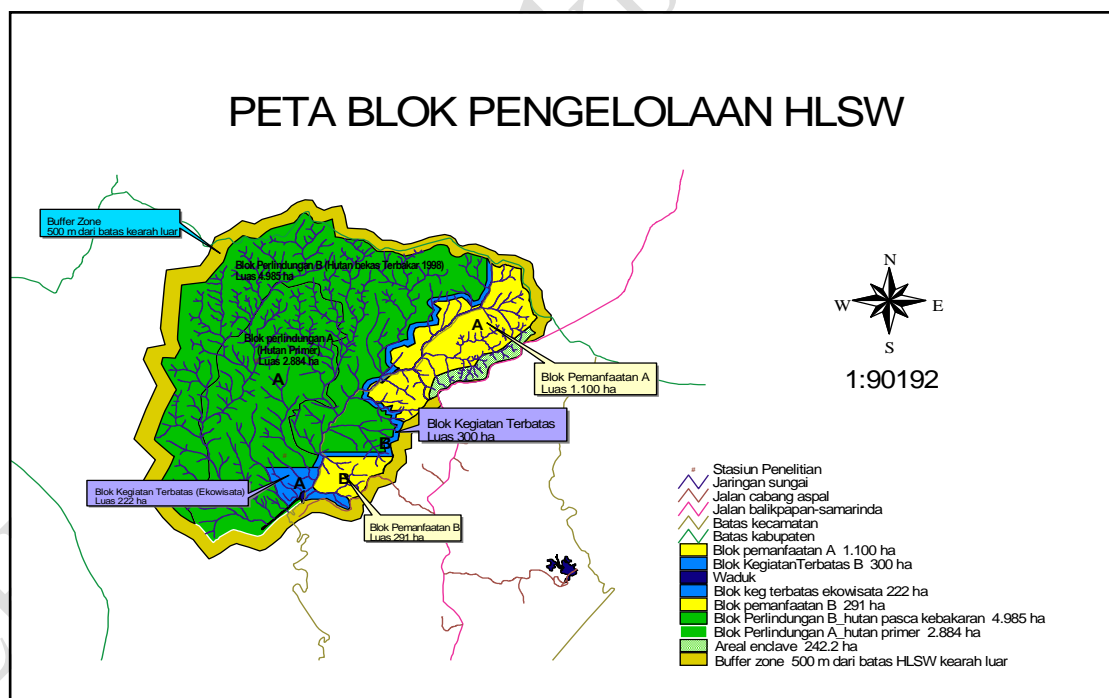 PETA BLOK PENGELOLAAN HLSW
Buffer Zone
500 m dari batas kearah luar
Blok Perlindungan B (Hutan bekas Terbakar 1998)
Luas 4.985 ha
Blok perlindungan A
(Hutan Primer)
Luas 2.884 ha
A
A
Blok Pemanfaatan A
Luas 1.100 ha
Blok Kegiatan Terbatas
Luas 300 ha
B
Blok Kegiatan Terbatas (Ekowisata)
Luas 222 ha
A
B
Blok Pemanfaatan B
Luas 291 ha
N
W
E
S
1:90192
Stasiun Penelitian
Jaringan sungai
Jalan cabang aspal
Jalan balikpapan-samarinda
Batas kecamatan
Batas kabupaten
Blok pemanfaatan A 1.100 ha
Blok KegiatanTerbatas B 300 ha
Waduk
Blok keg terbatas ekowisata 222 ha
Blok pemanfaatan B 291 ha
Blok Perlindungan B_hutan pasca kebakaran 4.985 ha
Blok Perlindungan A_hutan primer 2.884 ha
Areal enclave 242.2 ha
Buffer zone 500 m dari batas HLSW kearah luar